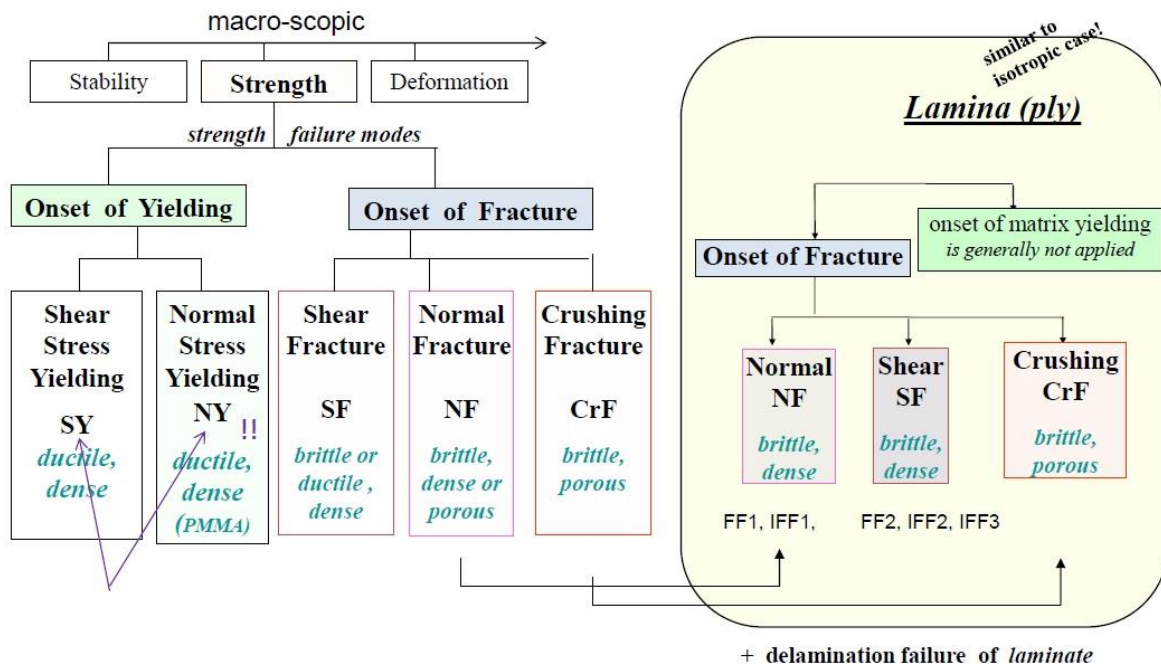 macro-scopic
Stability
Strength
Deformation
strength failure modes
Onset of Yielding
Onset of Fracture
Shear
Stress
Yielding
SY
ductile,
dense
Normal
Stress
Yielding
NY !!
ductile,
dense
(PMMA)
Shear
Fracture
SF
brittle or
ductile ,
dense
Normal
Fracture
NF
brittle,
dense or
porous
Crushing
Fracture
CrF
brittle,
porous
similar to
isotropic case!
Lamina (ply)
onset of matrix yielding
is generally not applied
Onset of Fracture
Normal
NF
brittle,
dense
Shear
SF
brittle,
dense
Crushing
CrF
brittle,
porous
FF1, IFF1,
FF2, IFF2, IFF3
+ delamination failure of laminate